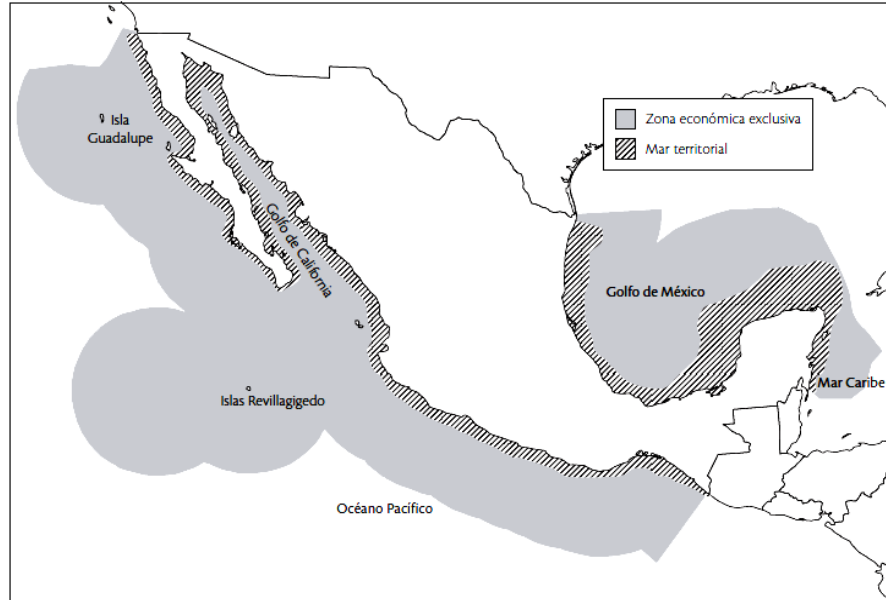 Isla
Guadalupe
Zona económica exclusiva
Mar territorial
Golfo de California
Golfo de México
Mar Caribe
Islas Revillagigedo
Océano Pacífico